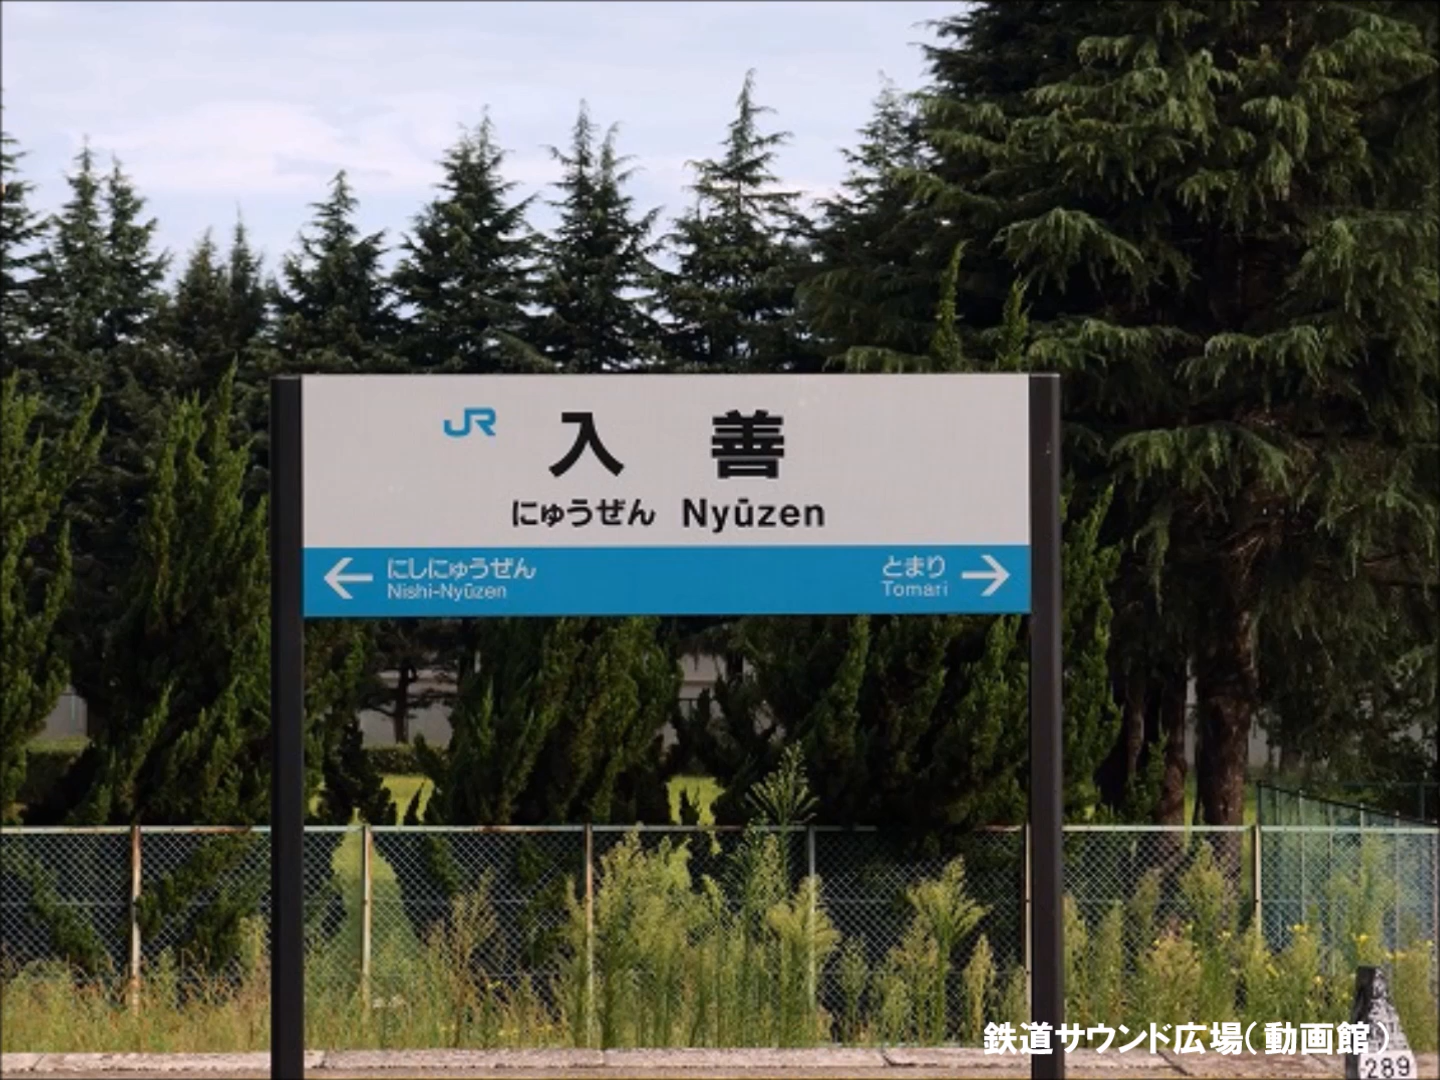 JR 入善
にゅうぜん Nyūzen
← にしにゅうぜん
Nishi-Nyūzen
とまり →
Tomari
鉄道サウンド広場（動画館）
289